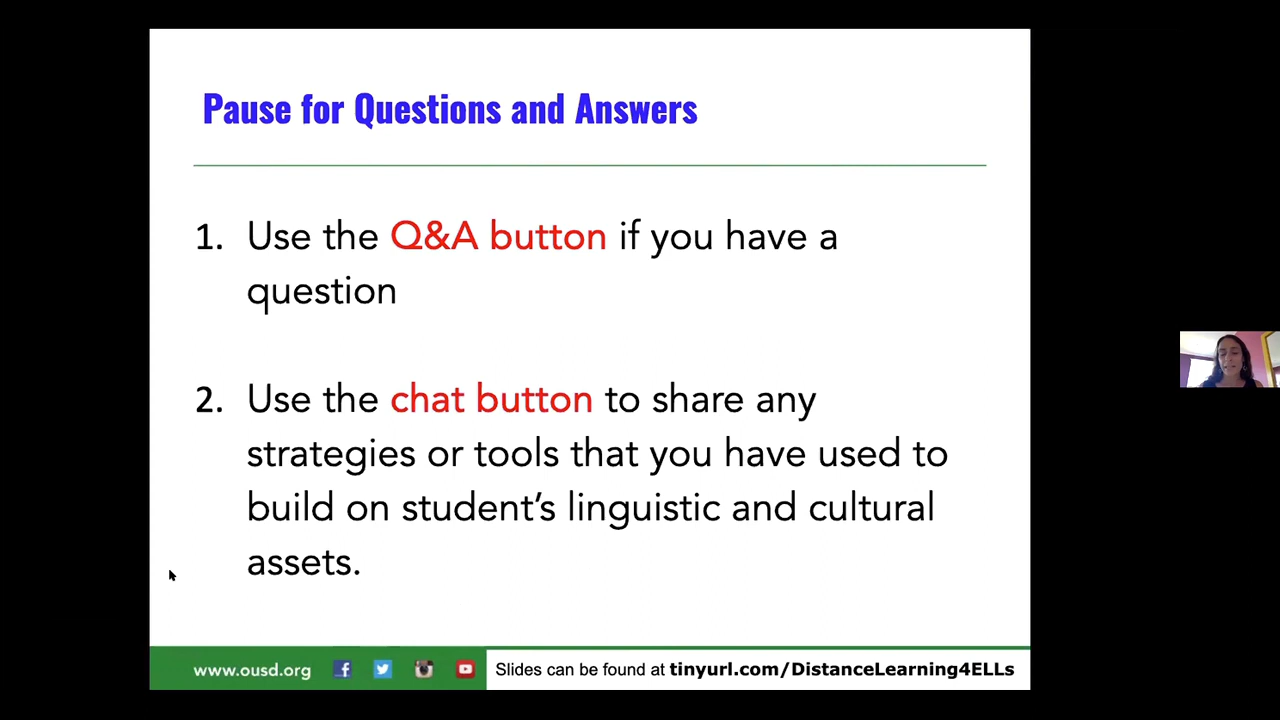 Pause for Questions and Answers
1. Use the Q&A button if you have a
question
2. Use the chat button to share any
strategies or tools that you have used to
build on student’s linguistic and cultural
assets.
www.ousd.org
Slides can be found at tinyurl.com/DistanceLearning4ELLs